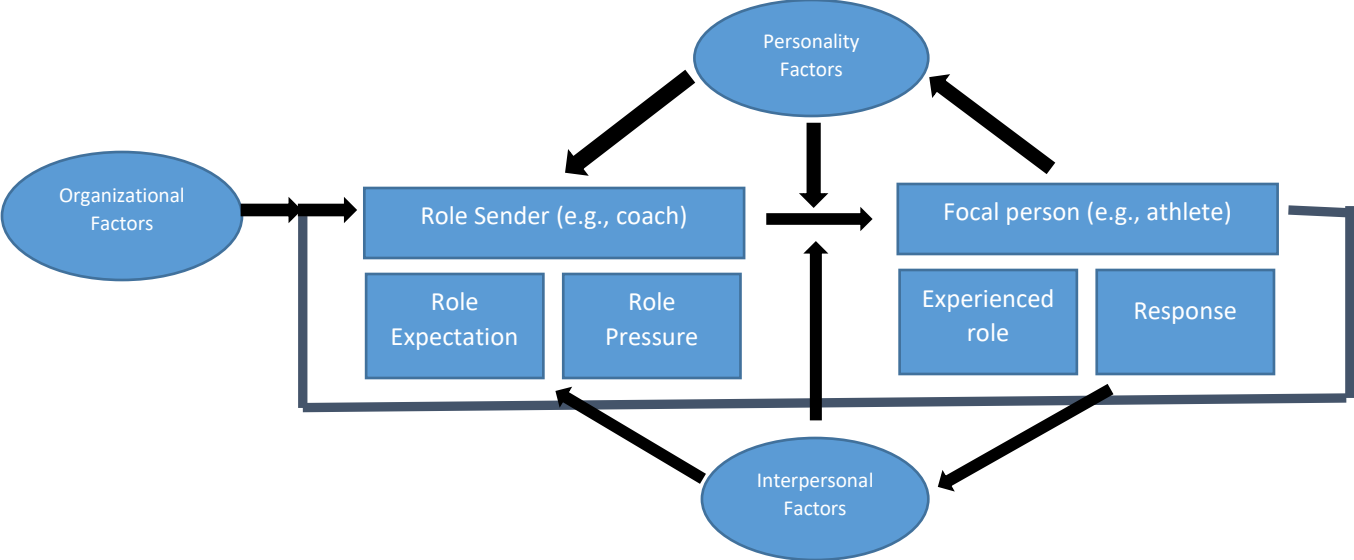 Personality
Factors
Organizational
Factors
Role Sender (e.g., coach)
Focal person (e.g., athlete)
Role
Expectation
Role
Pressure
Experienced
role
Response
Interpersonal
Factors